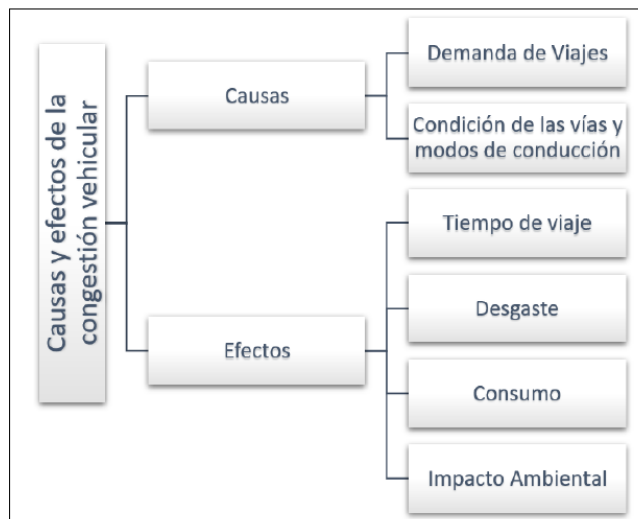 Causas y efectos de la
congestión vehicular
Causas
Demanda de Viajes
Condición de las vías y
modos de conducción
Efectos
Tiempo de viaje
Desgaste
Consumo
Impacto Ambiental